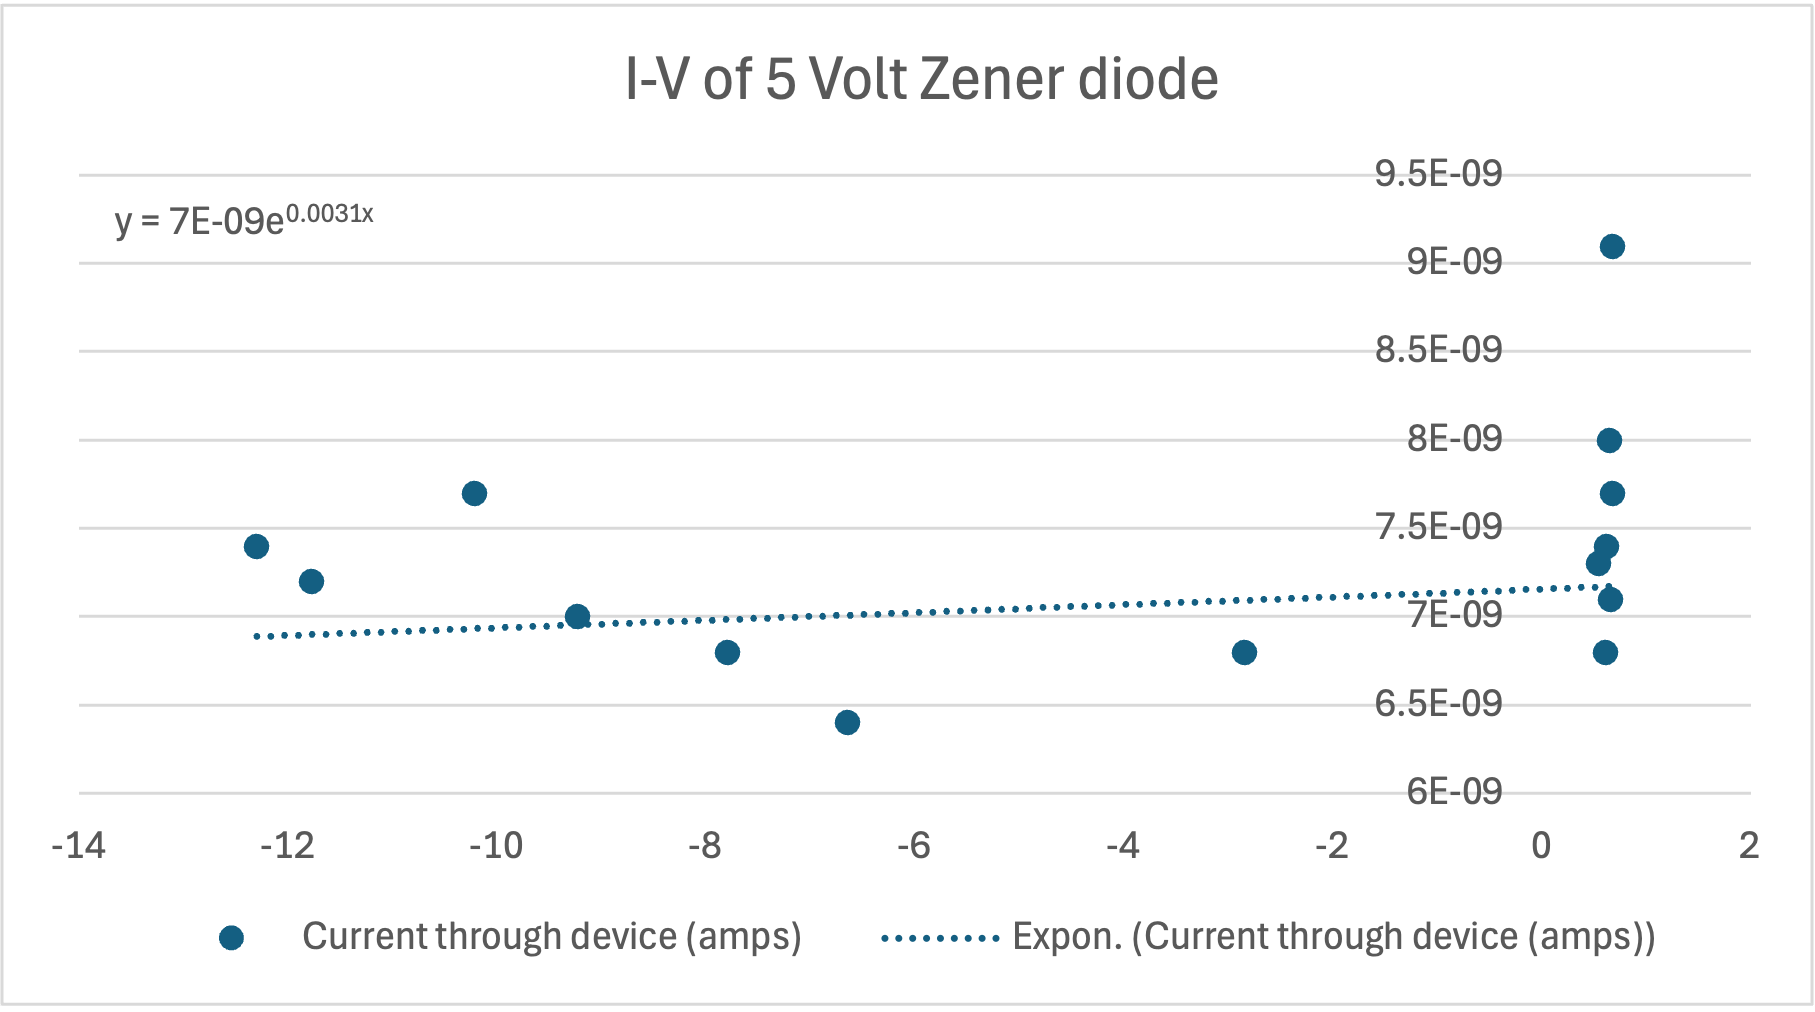 I-V of 5 Volt Zener diode
9.5E-09
y = 7E-09e^0.0031x
9E-09
8.5E-09
8E-09
7.5E-09
7E-09
6.5E-09
6E-09
-14 -12 -10 -8 -6 -4 -2 0 2
Current through device (amps) Expon. (Current through device (amps))